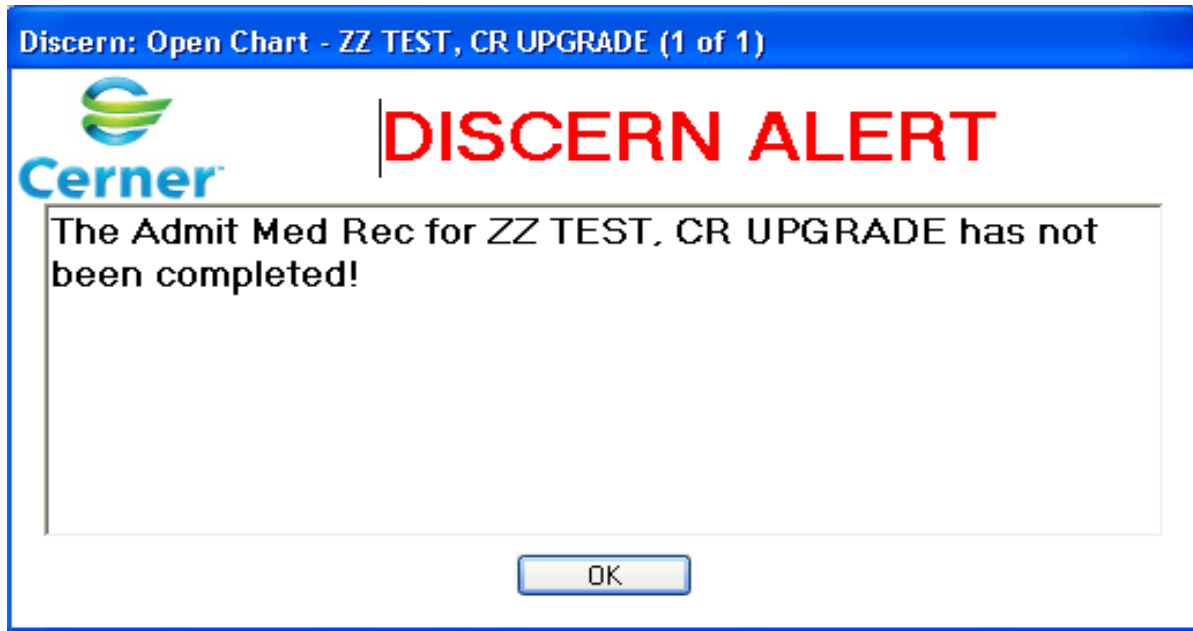 Discern: Open Chart - ZZ TEST, CR UPGRADE (1 of 1)
Cerner™
DISCERN ALERT
The Admit Med Rec for ZZ TEST, CR UPGRADE has not
been completed!
OK